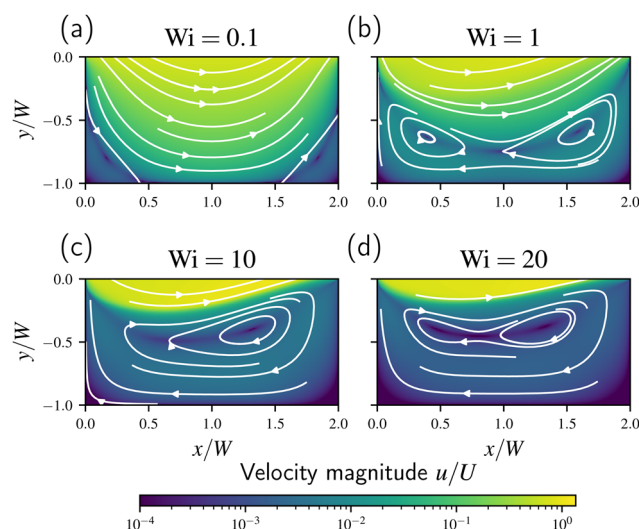 (a) Wi = 0.1 (b) Wi = 1
0.0 0.0
y/W −0.5 −0.5
−1.0 −1.0
0.0 0.5 1.0 1.5 2.0 0.0 0.5 1.0 1.5 2.0
(c) Wi = 10 (d) Wi = 20
0.0 0.0
y/W −0.5 −0.5
−1.0 −1.0
0.0 0.5 1.0 1.5 2.0 0.0 0.5 1.0 1.5 2.0
x/W x/W
Velocity magnitude u/U
10⁻⁴ 10⁻³ 10⁻² 10⁻¹ 10⁰